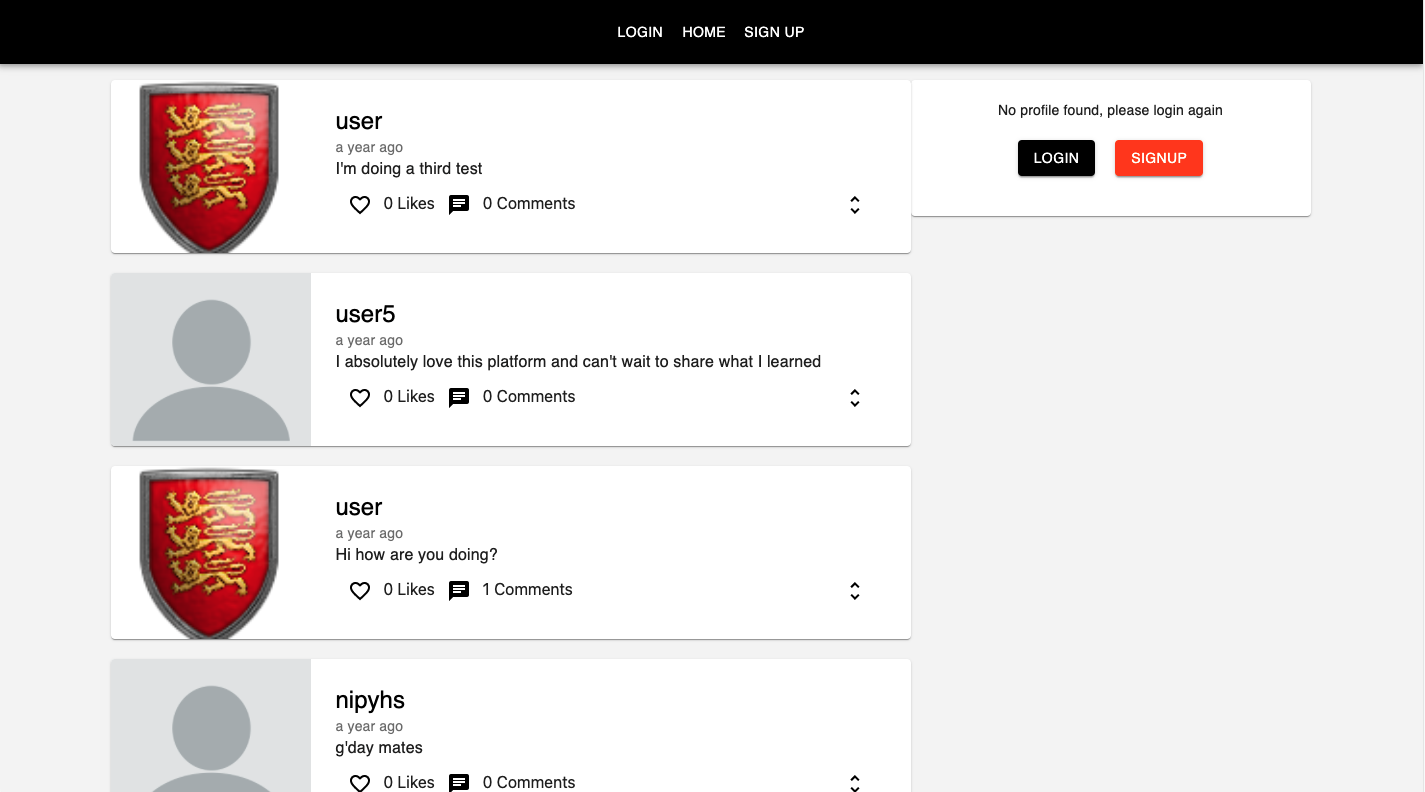 LOGIN HOME SIGN UP
user
a year ago
I'm doing a third test
0 Likes 0 Comments
No profile found, please login again
LOGIN SIGNUP
user5
a year ago
I absolutely love this platform and can't wait to share what I learned
0 Likes 0 Comments
user
a year ago
Hi how are you doing?
0 Likes 1 Comments
nipyhs
a year ago
g'day mates
0 Likes 0 Comments